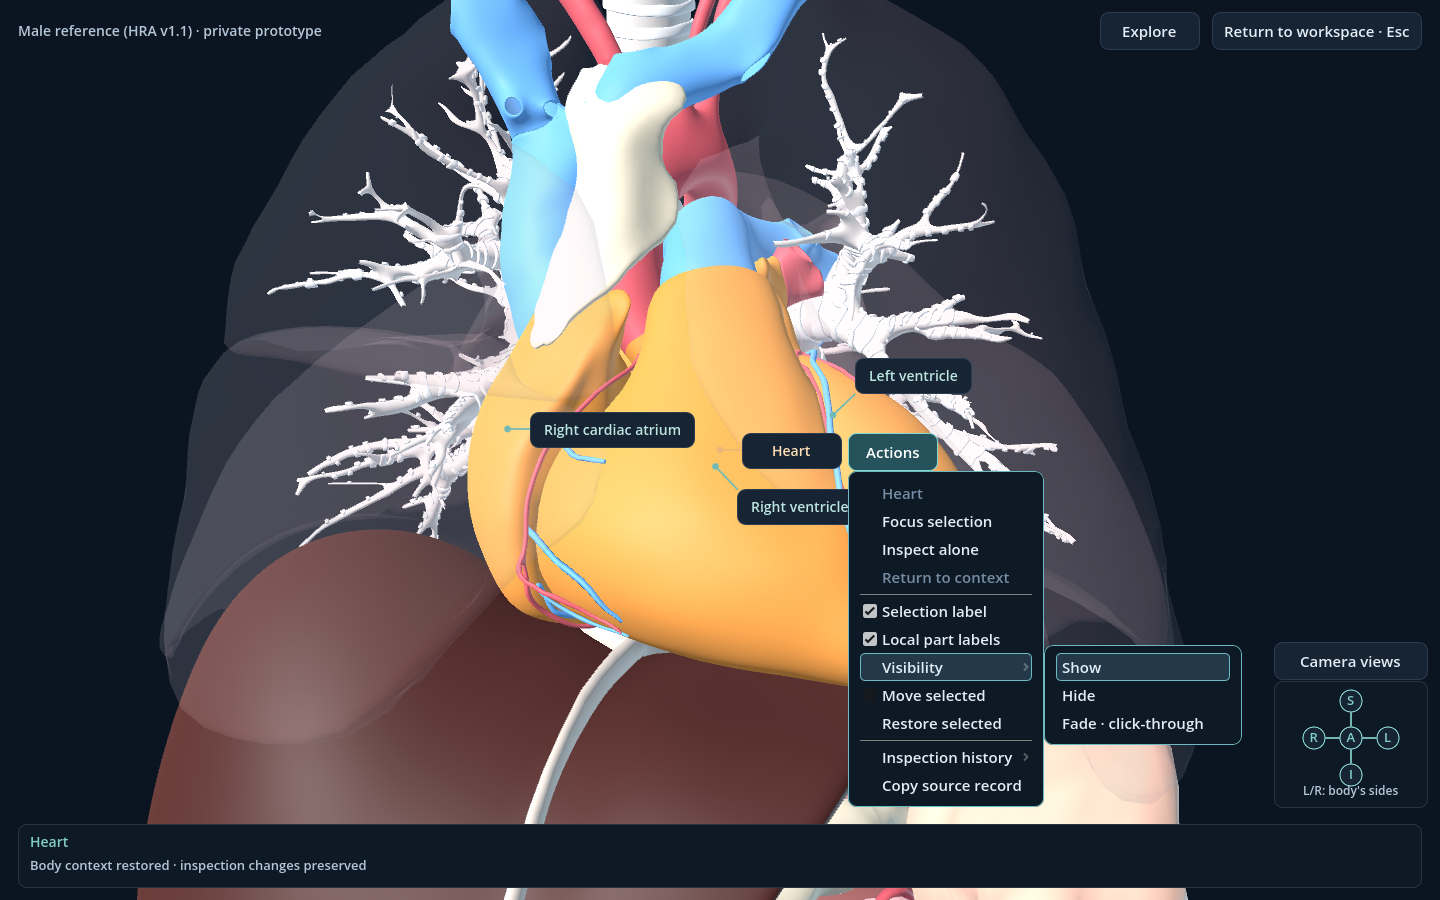 Male reference (HRA v1.1) · private prototype
Explore
Return to workspace · Esc
Left ventricle
Right cardiac atrium
Heart
Actions
Right ventricle
Heart
Focus selection
Inspect alone
Return to context
Selection label
Local part labels
Visibility
Show
Hide
Fade · click-through
Move selected
Restore selected
Inspection history
Copy source record
Camera views
S
R A L
I
L/R: body's sides
Heart
Body context restored · inspection changes preserved